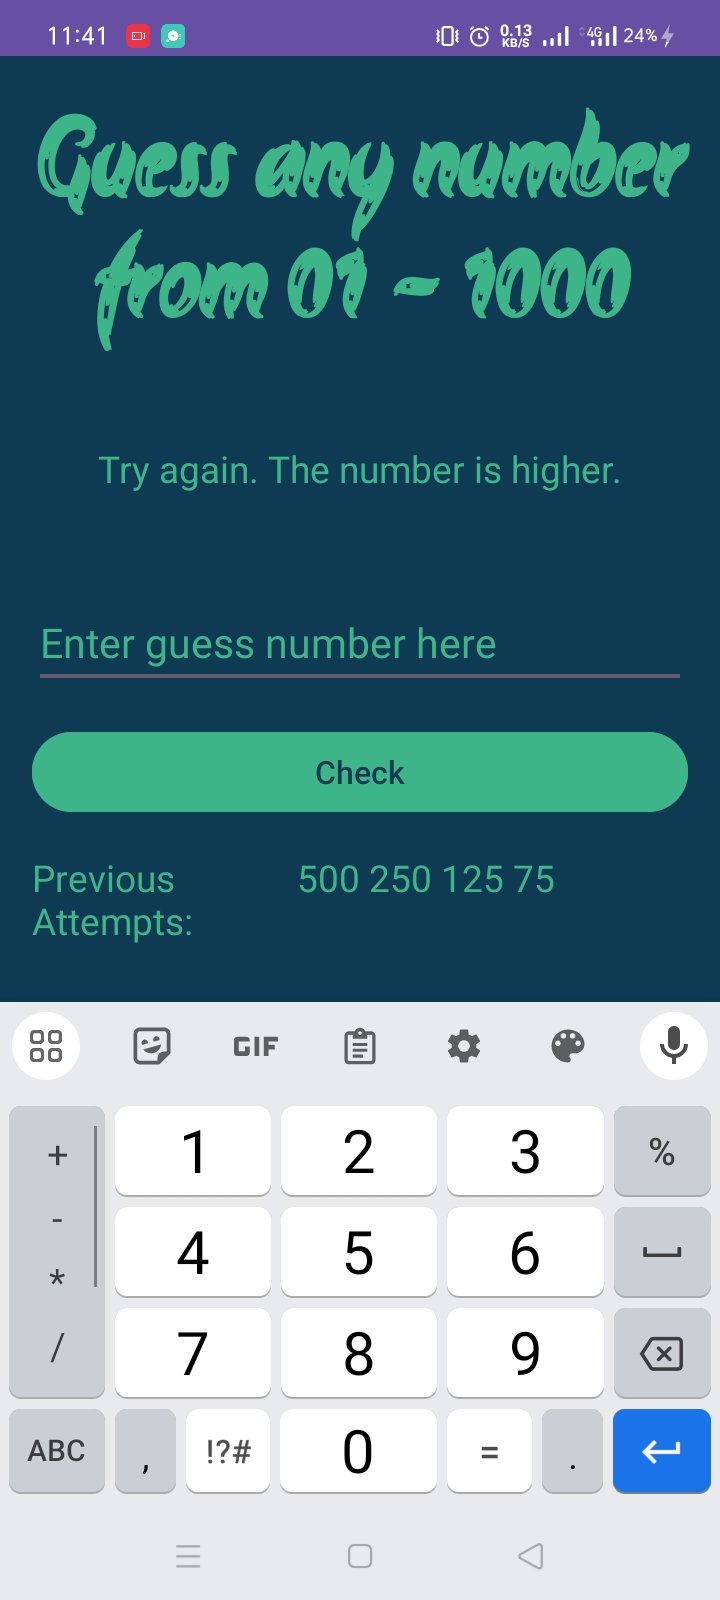 11:41 0.13 KB/S 4G 24%
Guess any number
from 01 - 1000
Try again. The number is higher.
Enter guess number here
Check
Previous 500 250 125 75
Attempts:
GIF
+ 1 2 3 %
- 4 5 6
*
/ 7 8 9
ABC , !?# 0 = .